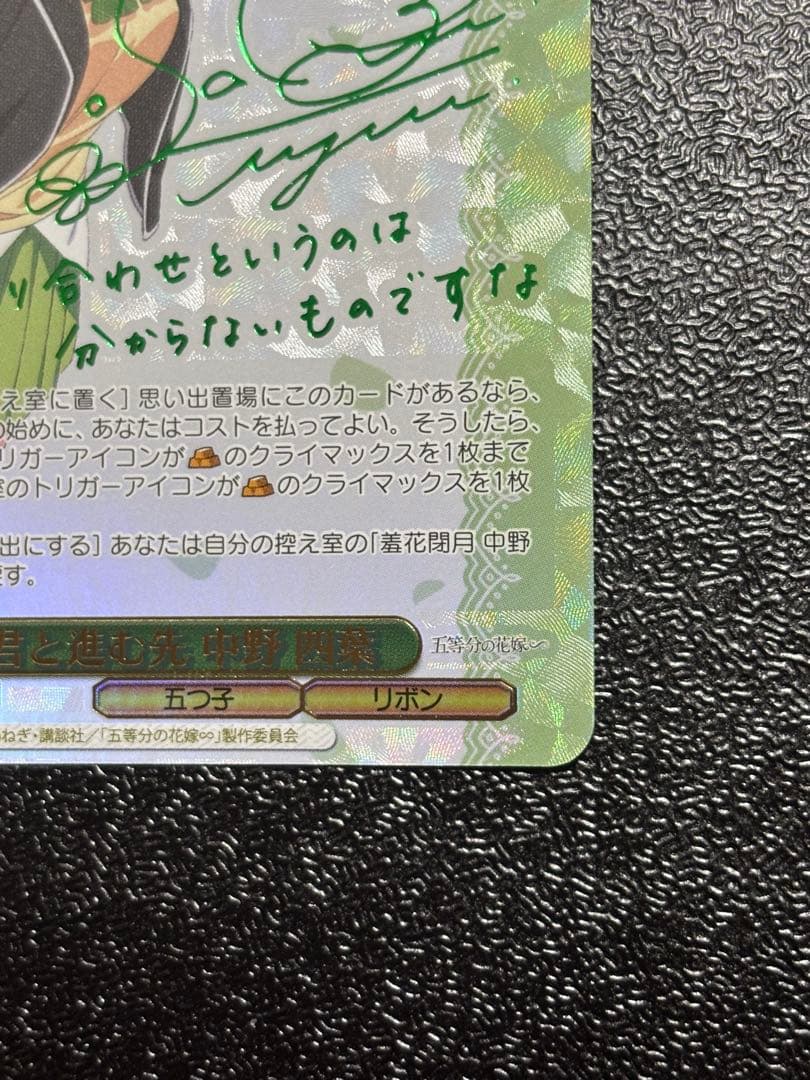 り合わせというのは
分からないものですな
え室に置く］思い出置場にこのカードがあるなら、
の始めに、あなたはコストを払ってよい。そうしたら、
リガーアイコンが のクライマックスを1枚まで
室のトリガーアイコンが のクライマックスを1枚
出にする］あなたは自分の控え室の「羞花閉月 中野
戻す。
君と進む先 中野 四葉
五等分の花嫁∽
五つ子 リボン
ねぎ・講談社／「五等分の花嫁∽」製作委員会